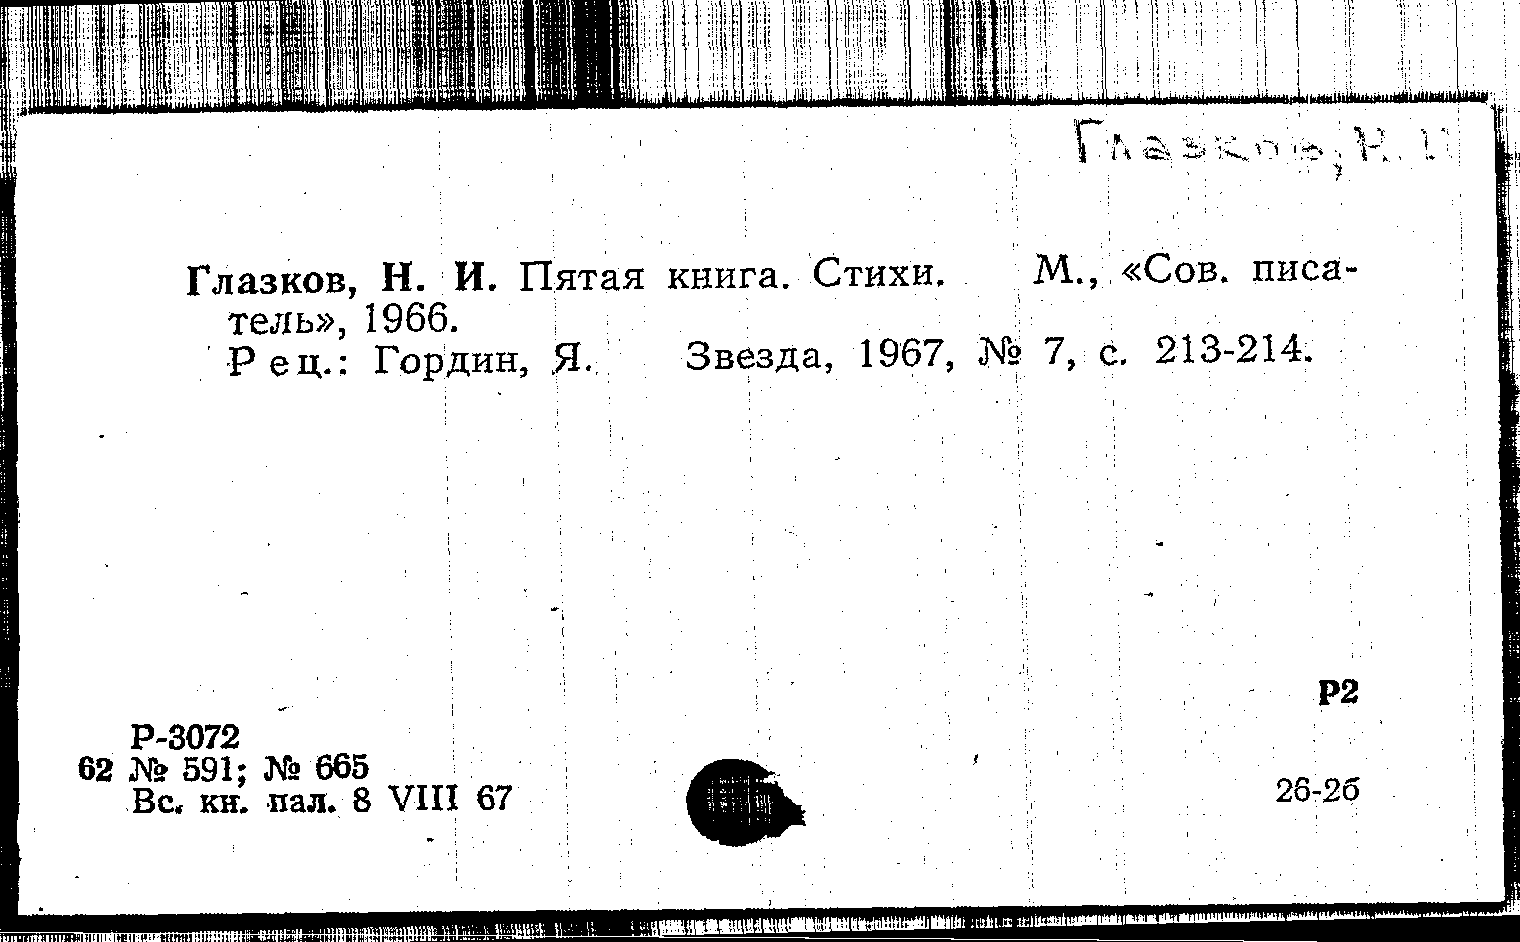 Глазков, Н. И
Глазков, Н. И. Пятая книга. Стихи. М., «Сов. писа-
тель», 1966.
Рец.: Гордин, Я. Звезда, 1967, № 7, с. 213-214.
Р2
Р-3072
62 № 591; № 665
Вс. кн. пал. 8 VIII 67
26-2б